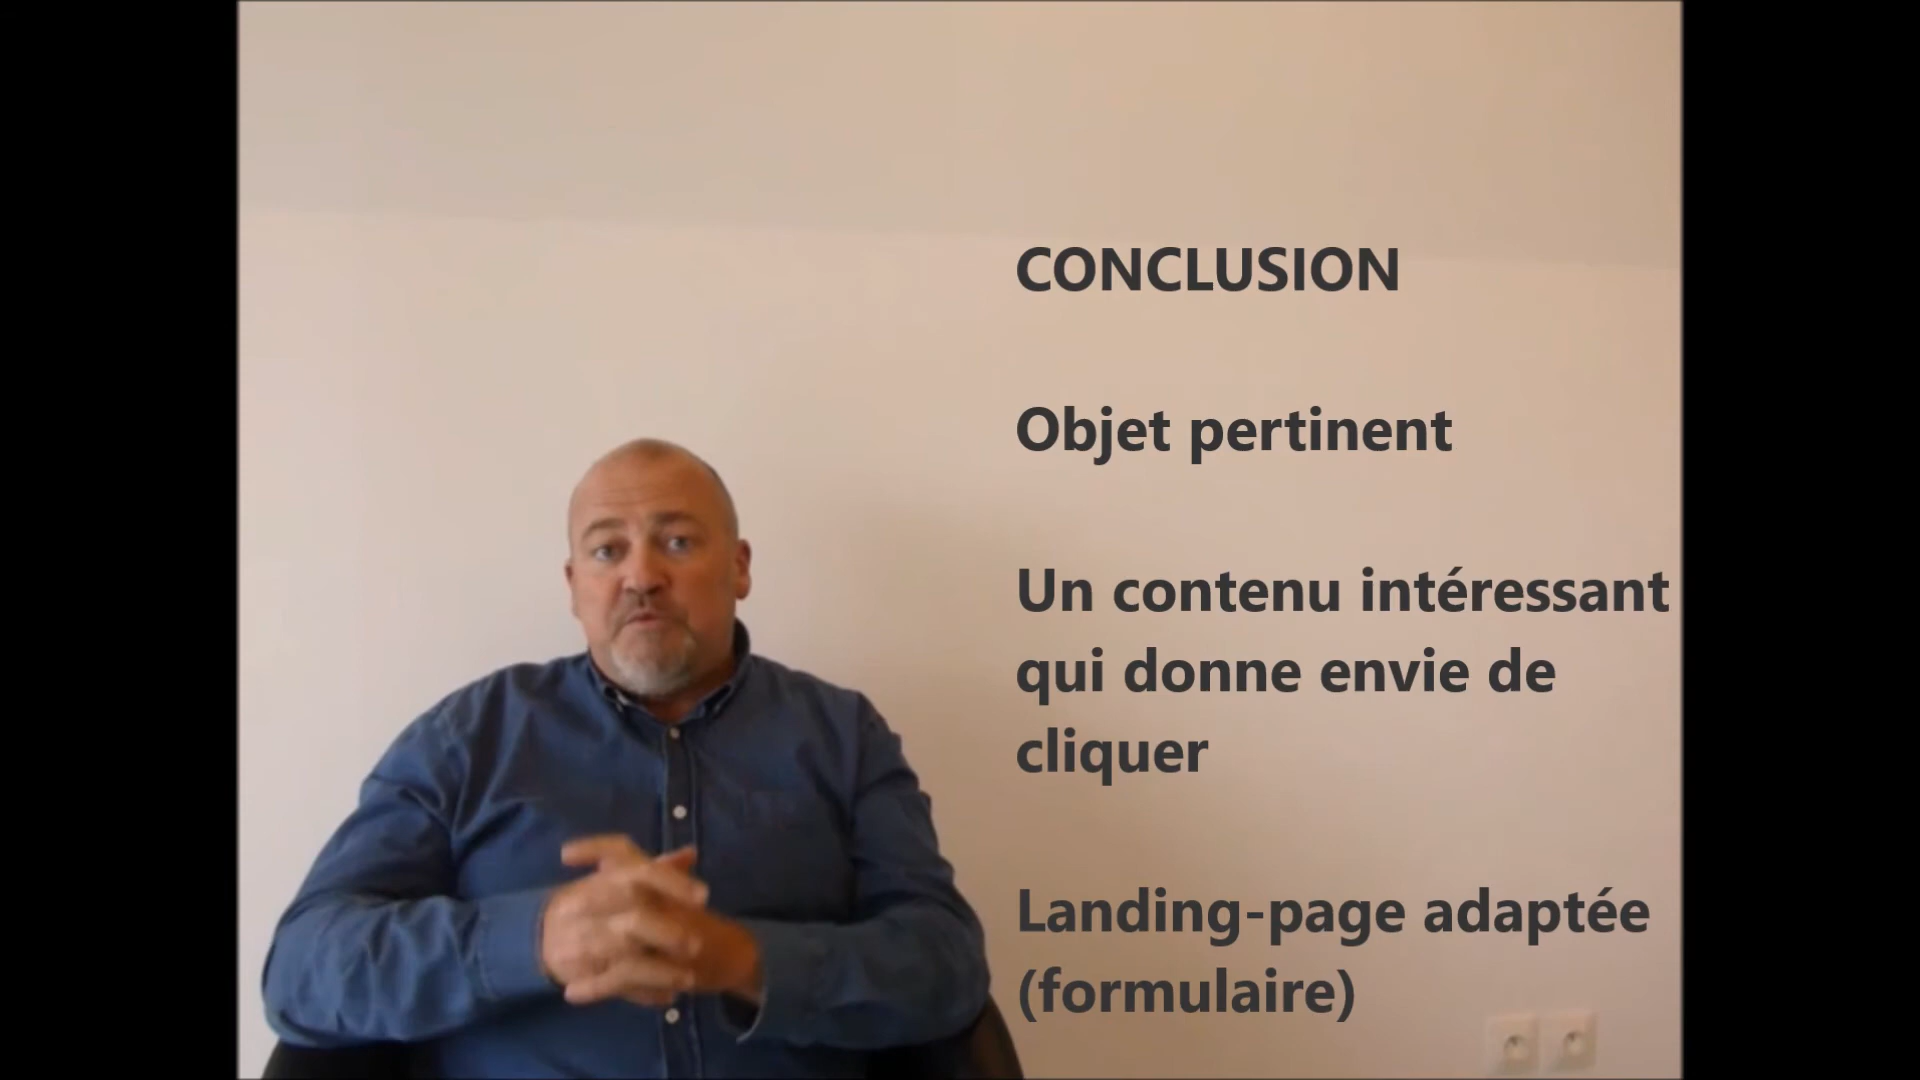 CONCLUSION
Objet pertinent
Un contenu intéressant
qui donne envie de
cliquer
Landing-page adaptée
(formulaire)